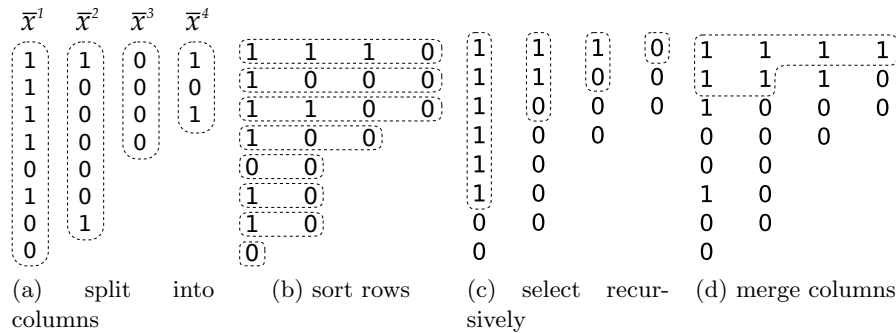 x̄¹ x̄² x̄³ x̄⁴
1 1 0 1
1 0 0 0
1 0 0 1
1 0 0
0 0
1 0
0 1
0
(a) split into
columns
1 1 1 0
1 0 0 0
1 1 0 0
1 0 0
0 0
1 0
1 0
0
(b) sort rows
1 1 1 0
1 1 0 0
1 0 0 0
1 0 0
1 0
1 0
0 0
0
(c) select recur-
sively
1 1 1 1
1 1 1 0
1 0 0 0
0 0 0
0 0
1 0
0 0
0
(d) merge columns